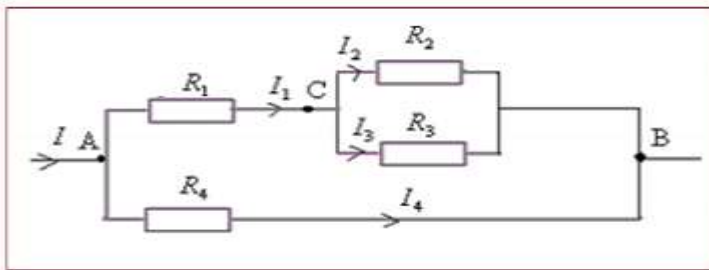 I₂ R₂
R₁ I₁ C
I A I₃ R₃ B
R₄ I₄